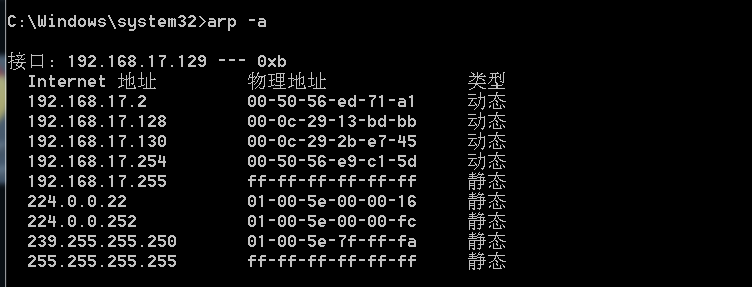 C:\Windows\system32>arp -a
接口: 192.168.17.129 --- 0xb
Internet 地址 物理地址 类型
192.168.17.2 00-50-56-ed-71-a1 动态
192.168.17.128 00-0c-29-13-bd-bb 动态
192.168.17.130 00-0c-29-2b-e7-45 动态
192.168.17.254 00-50-56-e9-c1-5d 动态
192.168.17.255 ff-ff-ff-ff-ff-ff 静态
224.0.0.22 01-00-5e-00-00-16 静态
224.0.0.252 01-00-5e-00-00-fc 静态
239.255.255.250 01-00-5e-7f-ff-fa 静态
255.255.255.255 ff-ff-ff-ff-ff-ff 静态